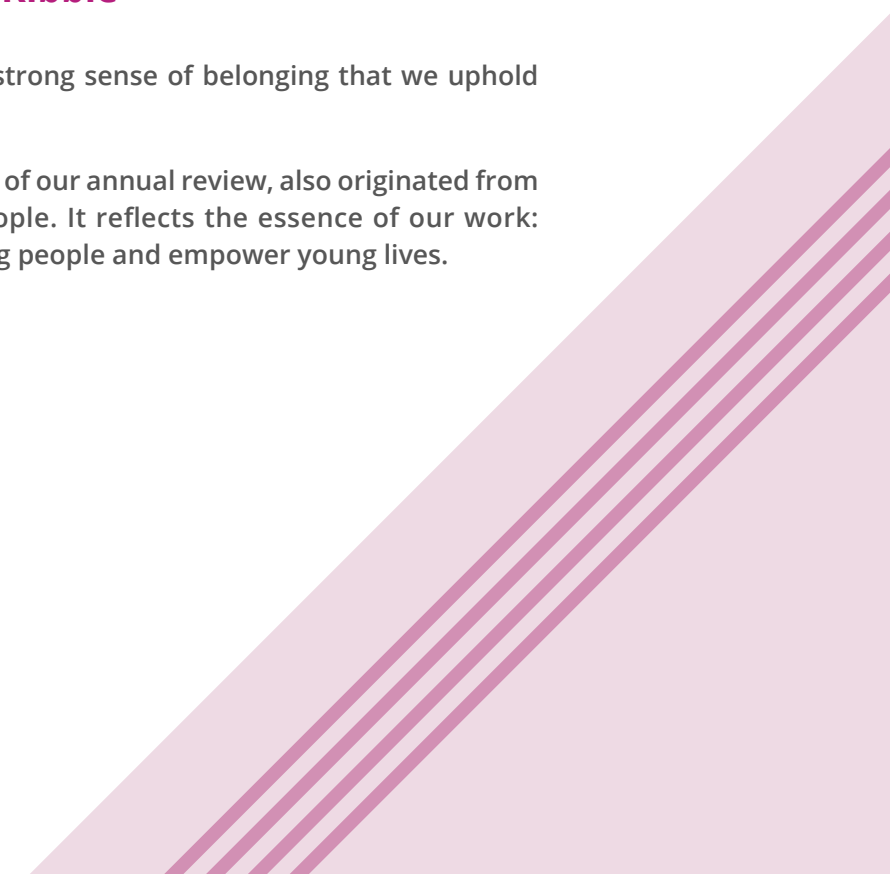 strong sense of belonging that we uphold
of our annual review, also originated from
ople. It reflects the essence of our work:
g people and empower young lives.